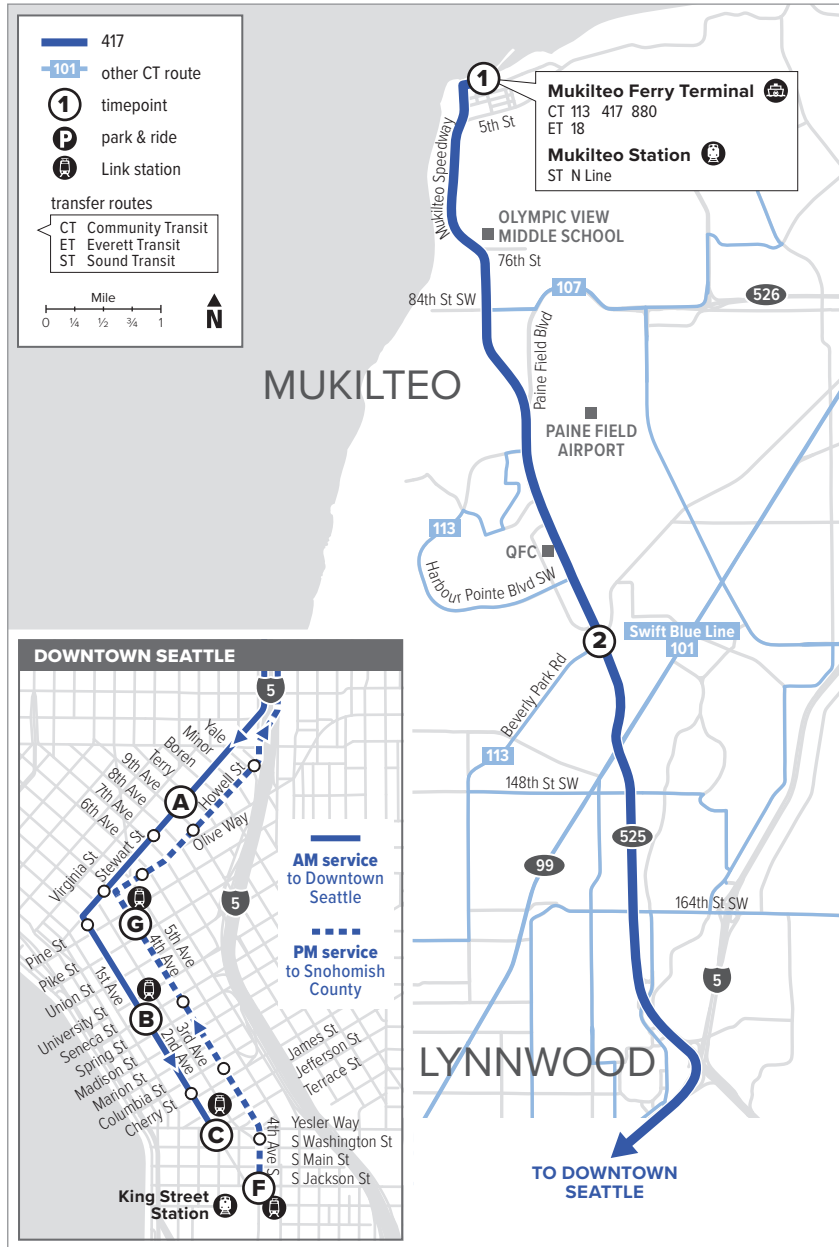 417
101
other CT route
1
timepoint
P
park & ride
Link station
transfer routes
CT Community Transit
ET Everett Transit
ST Sound Transit
Mile
0 ¼ ½ ¾ 1
N
1
Mukilteo Ferry Terminal
CT 113 417 880
ET 18
Mukilteo Station
ST N Line
5th St
Mukilteo Speedway
OLYMPIC VIEW
MIDDLE SCHOOL
76th St
107
84th St SW
526
Paine Field Blvd
MUKILTEO
PAINE FIELD
AIRPORT
113
QFC
Harbour Pointe Blvd SW
2
Swift Blue Line
101
Beverly Park Rd
113
148th St SW
525
99
164th St SW
5
LYNNWOOD
TO DOWNTOWN
SEATTLE
DOWNTOWN SEATTLE
5
Yale
Minor
Boren
Terry
9th Ave
8th Ave
7th Ave
6th Ave
A
Howell St
Olive Way
Stewart St
Virginia St
AM service
to Downtown
Seattle
5
G
PM service
to Snohomish
County
5th Ave
4th Ave
Pine St
Pike St
Union St
1st Ave
B
University St
Seneca St
Spring St
Madison St
Marion St
Columbia St
Cherry St
2nd Ave
3rd Ave
James St
Jefferson St
Terrace St
C
4th Ave S
Yesler Way
S Washington St
S Main St
S Jackson St
F
King Street
Station